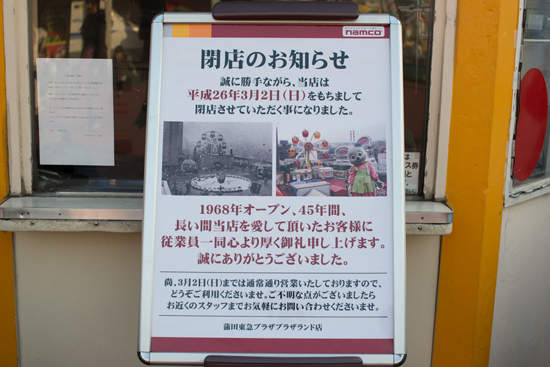 namco
閉店のお知らせ
誠に勝手ながら、当店は
平成26年3月2日(日)をもちまして
閉店させていただく事になりました。
1968年オープン、45年間、
長い間当店を愛して頂いたお客様に
従業員一同心より厚く御礼申し上げます。
誠にありがとうございました。
尚、3月2日(日)までは通常通り営業いたしておりますので、
どうぞご利用くださいませ。ご不明な点がございましたら
お近くのスタッフまでお気軽にお問い合わせくださいませ。
蒲田東急プラザプラザランド店